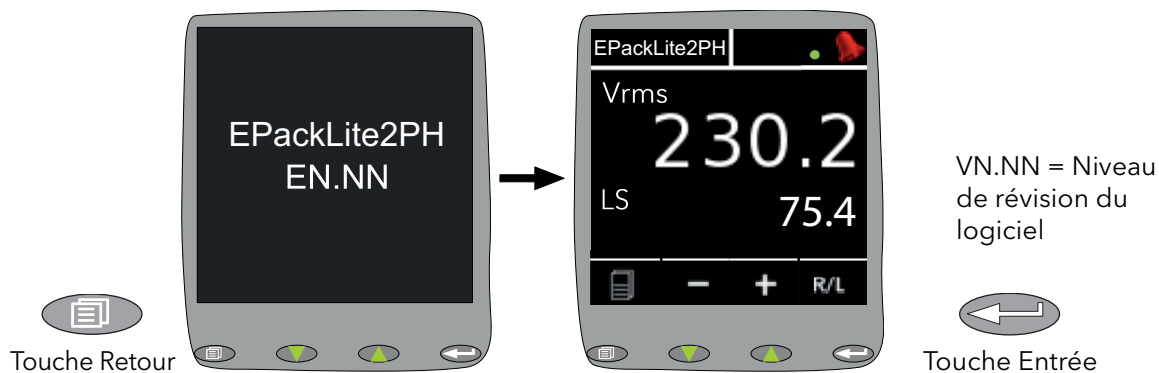 EPackLite2PH
EN.NN
EPackLite2PH
Vrms
230.2
LS
75.4
R/L
VN.NN = Niveau
de révision du
logiciel
Touche Retour
Touche Entrée